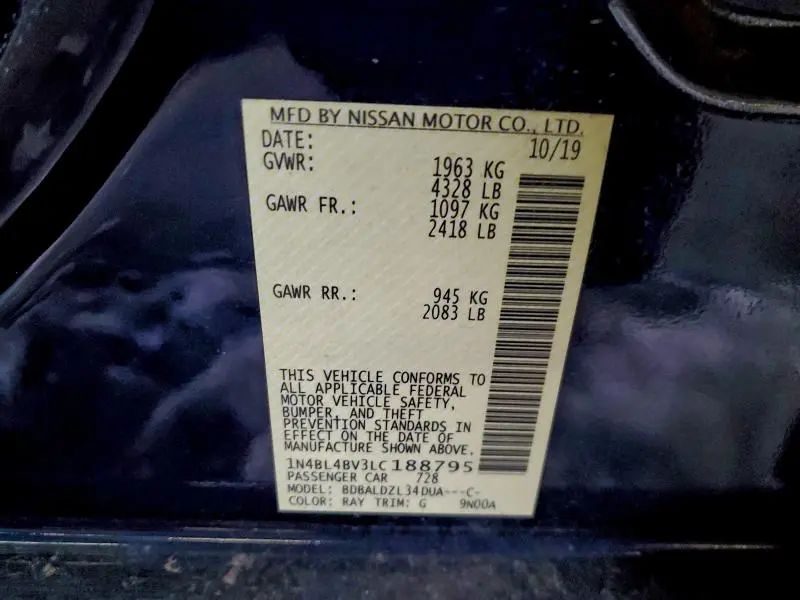 MFD BY NISSAN MOTOR CO., LTD.
DATE: 10/19
GVWR: 1963 KG
4328 LB
GAWR FR.: 1097 KG
2418 LB
GAWR RR.: 945 KG
2083 LB
THIS VEHICLE CONFORMS TO
ALL APPLICABLE FEDERAL
MOTOR VEHICLE SAFETY,
BUMPER, AND THEFT
PREVENTION STANDARDS IN
EFFECT ON THE DATE OF
MANUFACTURE SHOWN ABOVE.
1N4BL4BV3LC188795
PASSENGER CAR 728
MODEL: BDBALDZL34DUA---C-
COLOR: RAY TRIM: G 9N00A